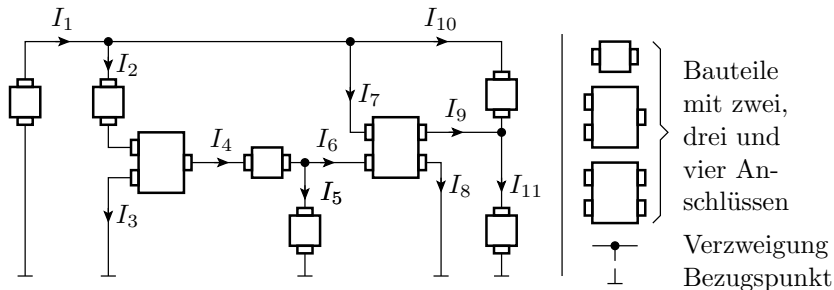 I1
I10
I2
I7
I9
I4
I6
I3
I5
I8
I11
Bauteile
mit zwei,
drei und
vier An-
schlüssen
Verzweigung
Bezugspunkt